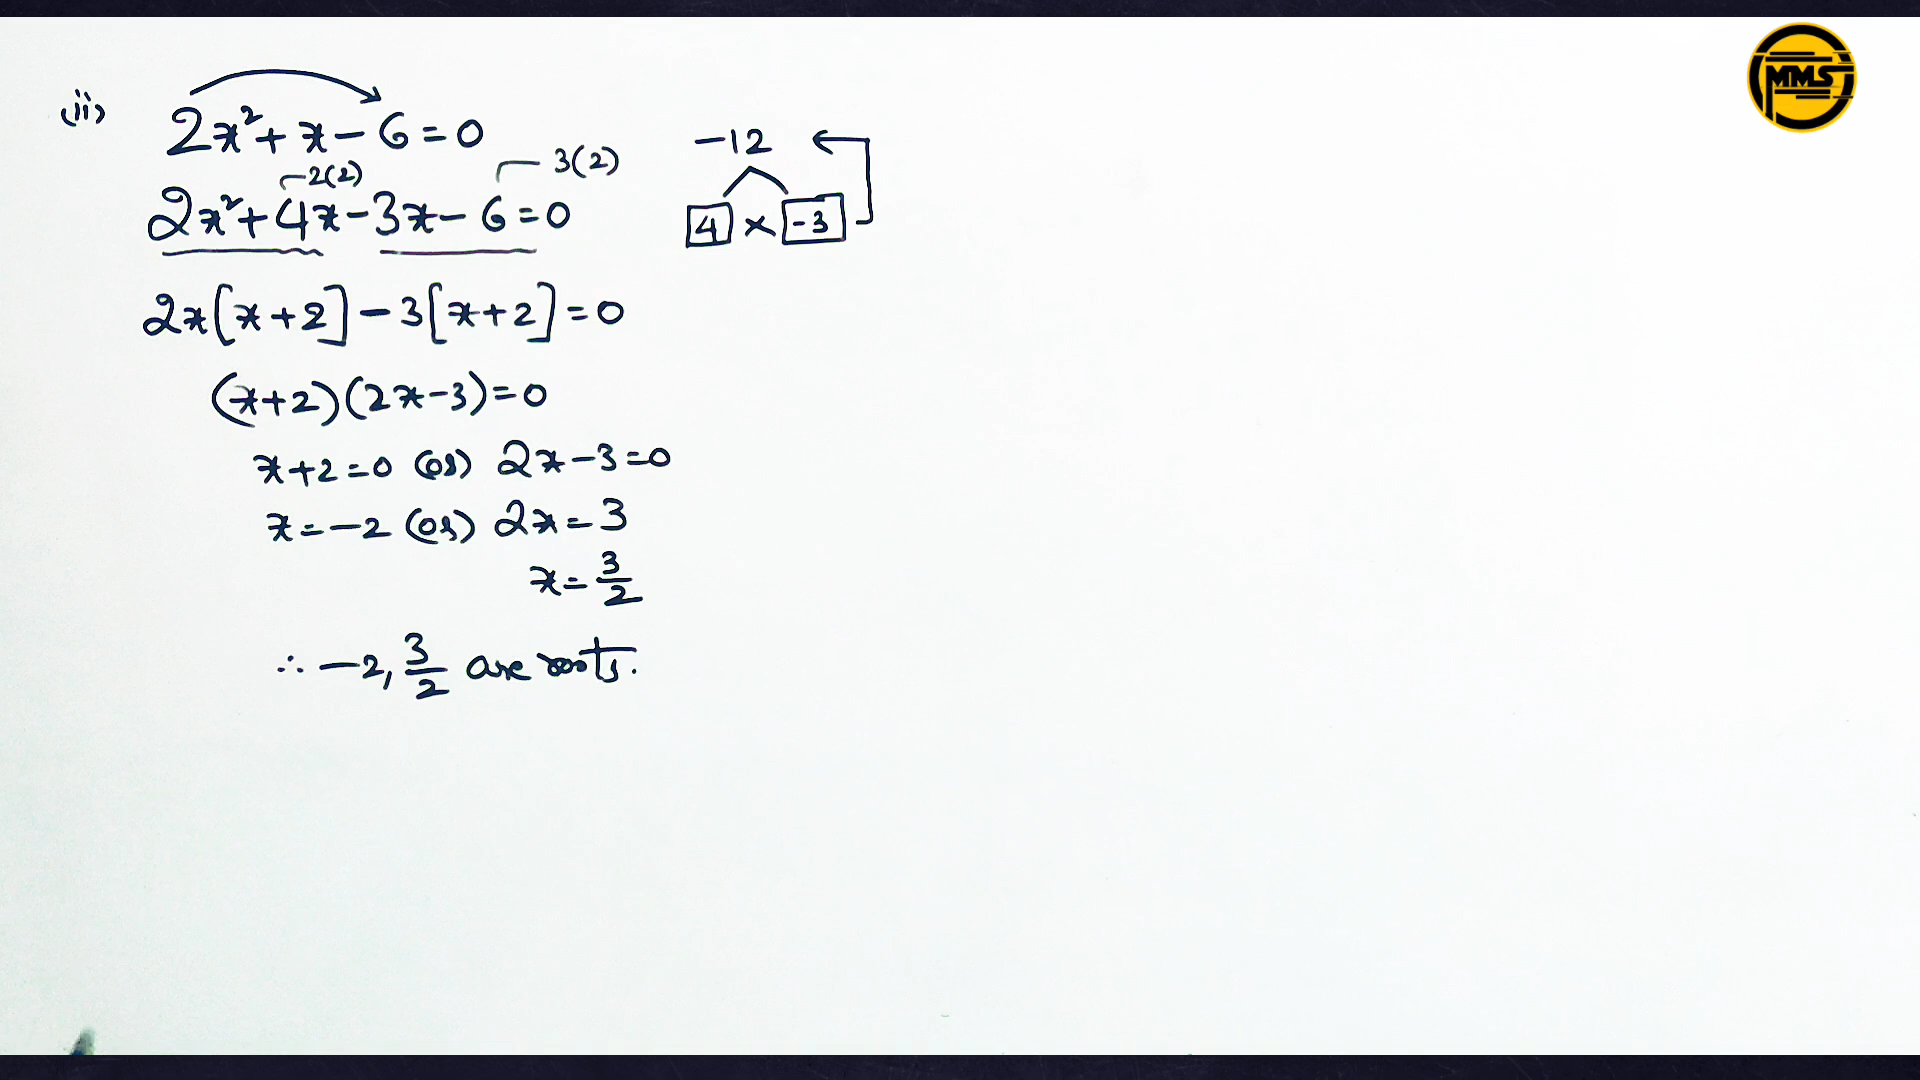 (ii) 2x² + x - 6 = 0
2(2) 3(2)
2x² + 4x - 3x - 6 = 0
-12
4 × -3
2x[x+2] - 3[x+2] = 0
(x+2)(2x-3) = 0
x+2 = 0 (or) 2x-3 = 0
x = -2 (or) 2x = 3
x = 3/2
∴ -2, 3/2 are roots.
MMS